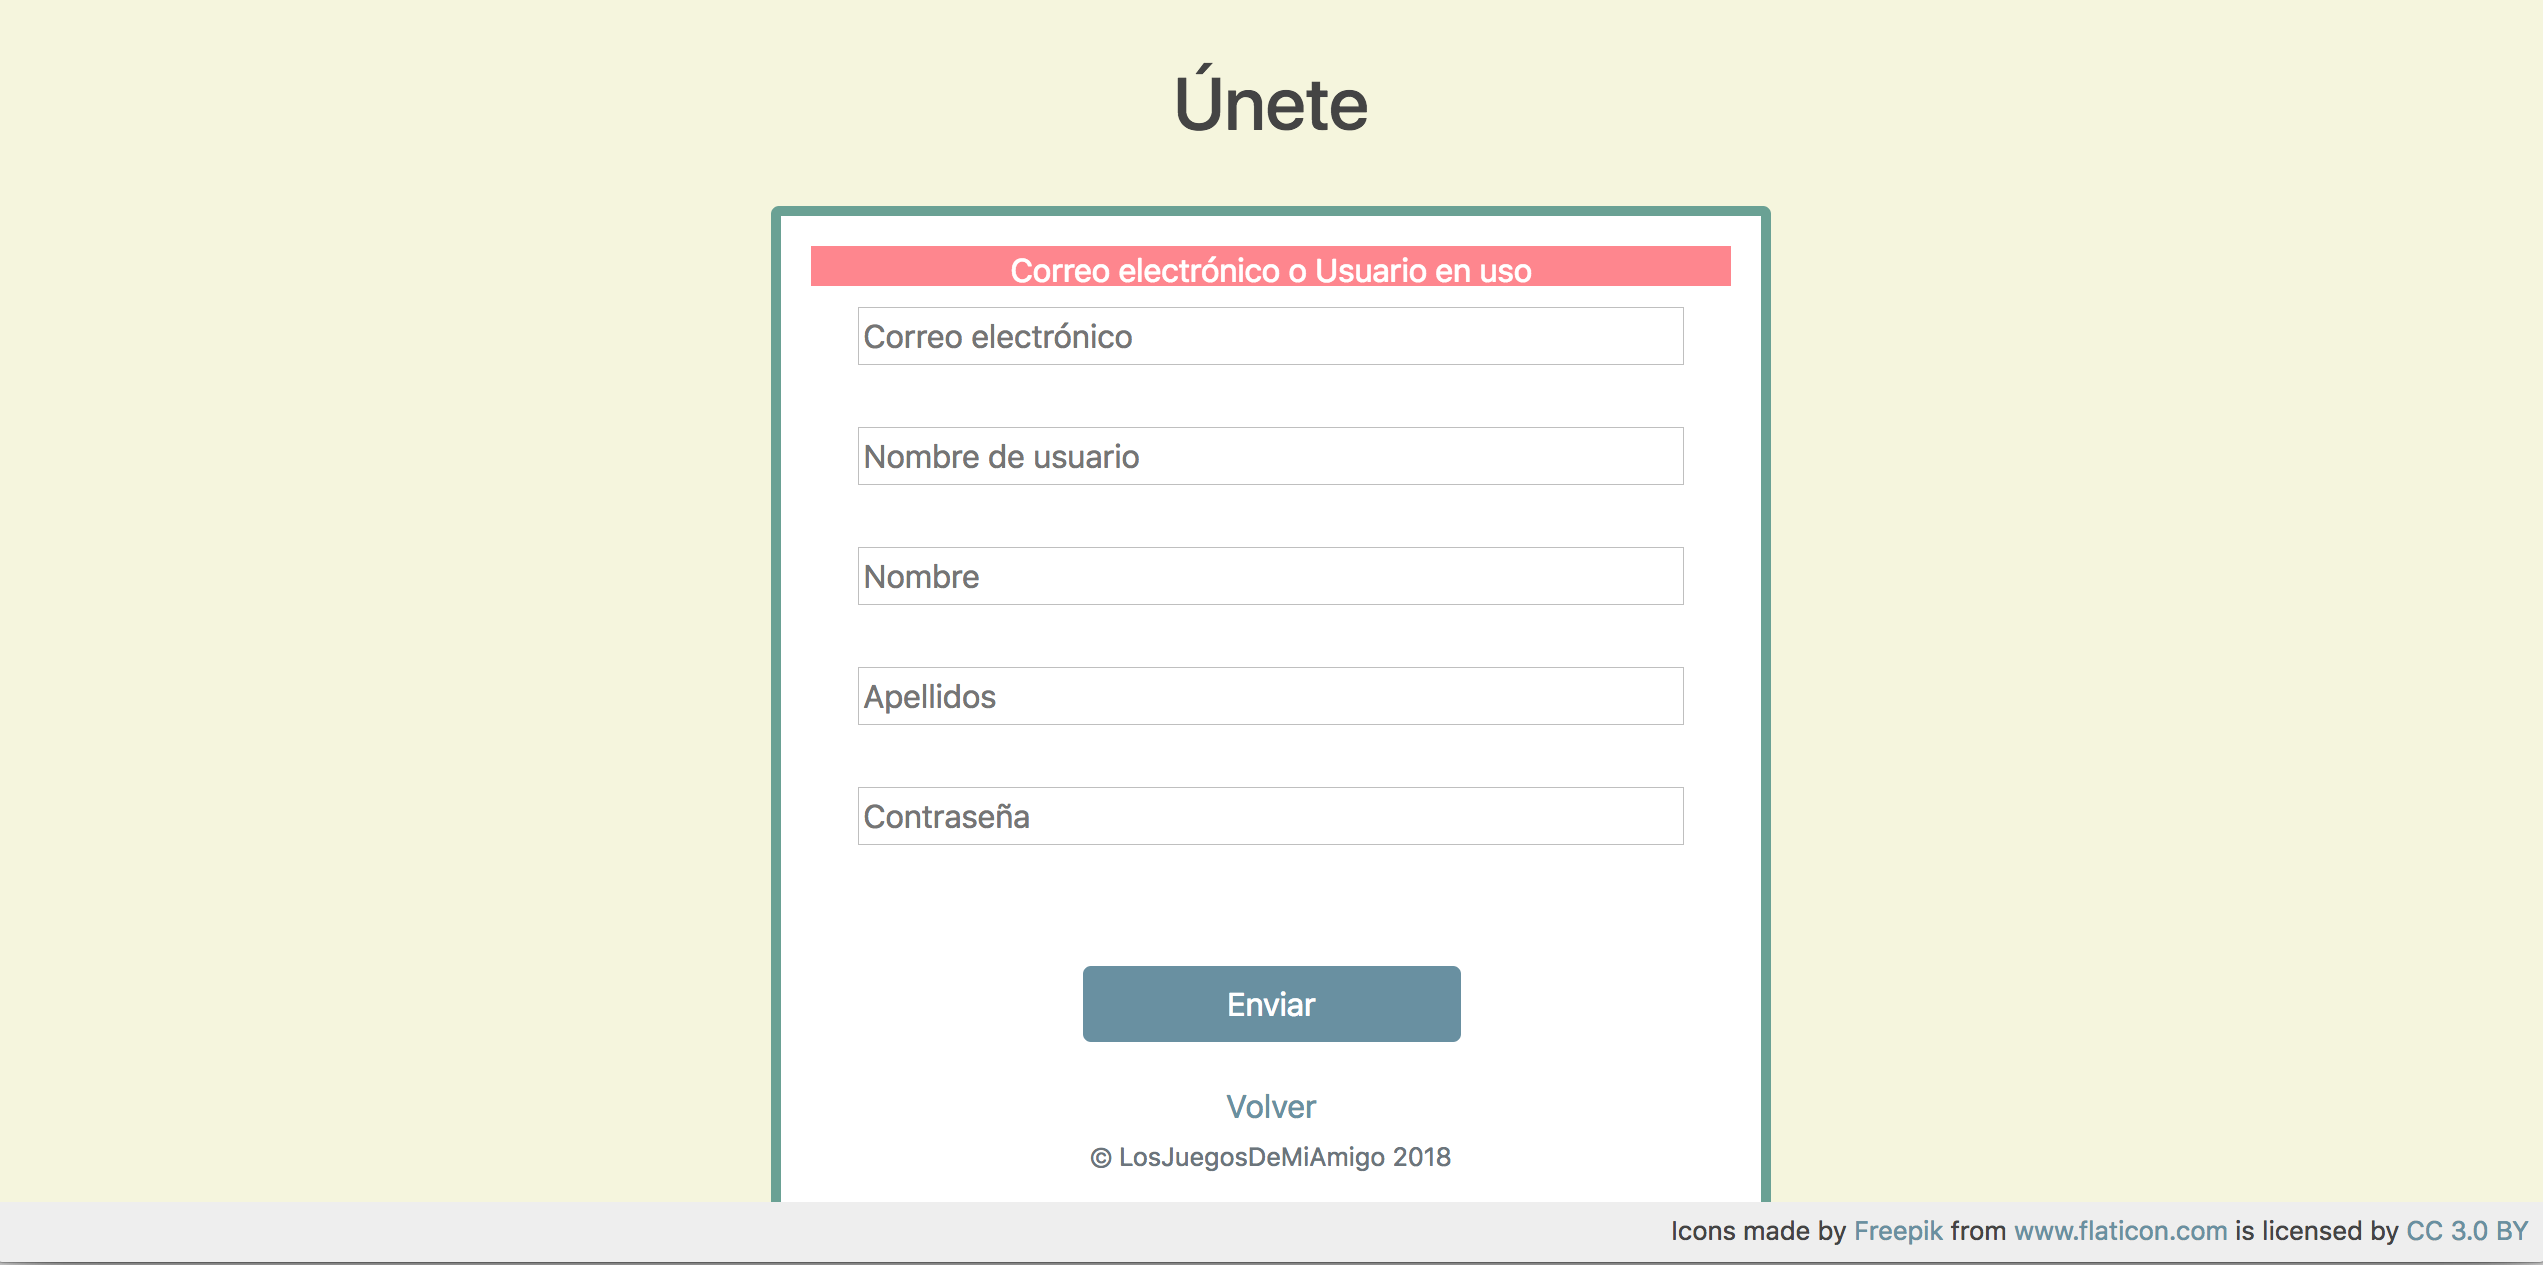 Únete
Correo electrónico o Usuario en uso
Correo electrónico
Nombre de usuario
Nombre
Apellidos
Contraseña
Enviar
Volver
© LosJuegosDeMiAmigo 2018
Icons made by Freepik from www.flaticon.com is licensed by CC 3.0 BY